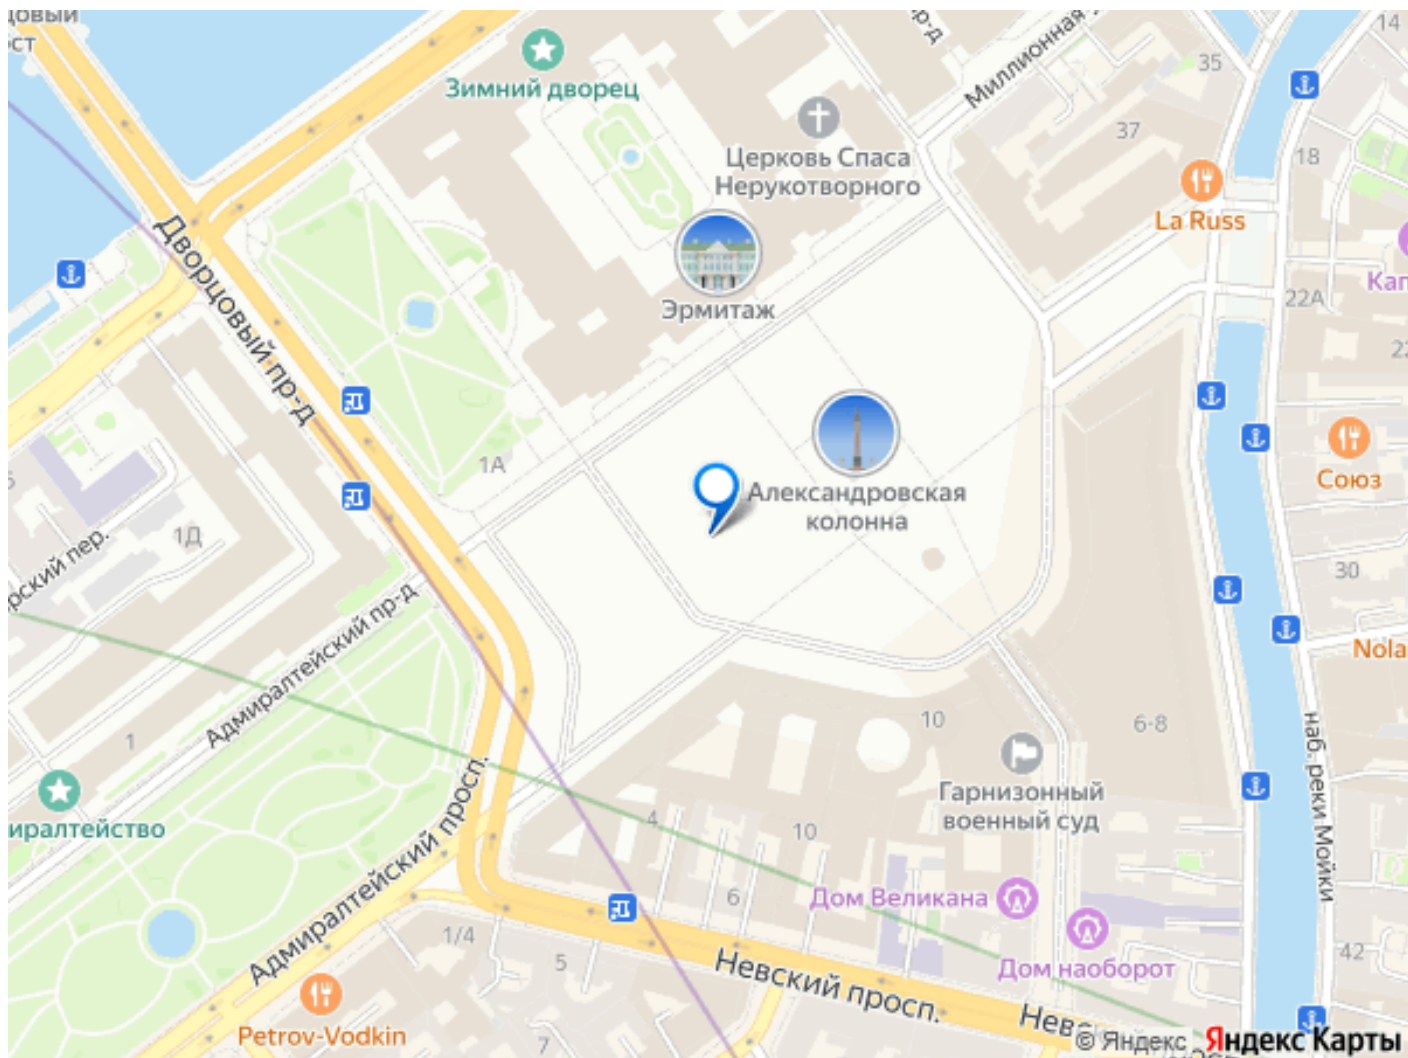 Зимний дворец
Миллионная
пр-д
14
35
37
18
Церковь Спаса
Нерукотворного
La Russ
Дворцовый пр-д
Эрмитаж
22А
22
1А
Александровская
колонна
Союз
1Д
30
Адмиралтейский пр-д
Nola
1
10
6-8
Гарнизонный
военный суд
наб. реки Мойки
4
10
Дом Великана
6
Адмиралтейский просп.
1/4
5
Дом наоборот
42
Невский просп.
Petrov-Vodkin
7
© Яндекс Яндекс Карты